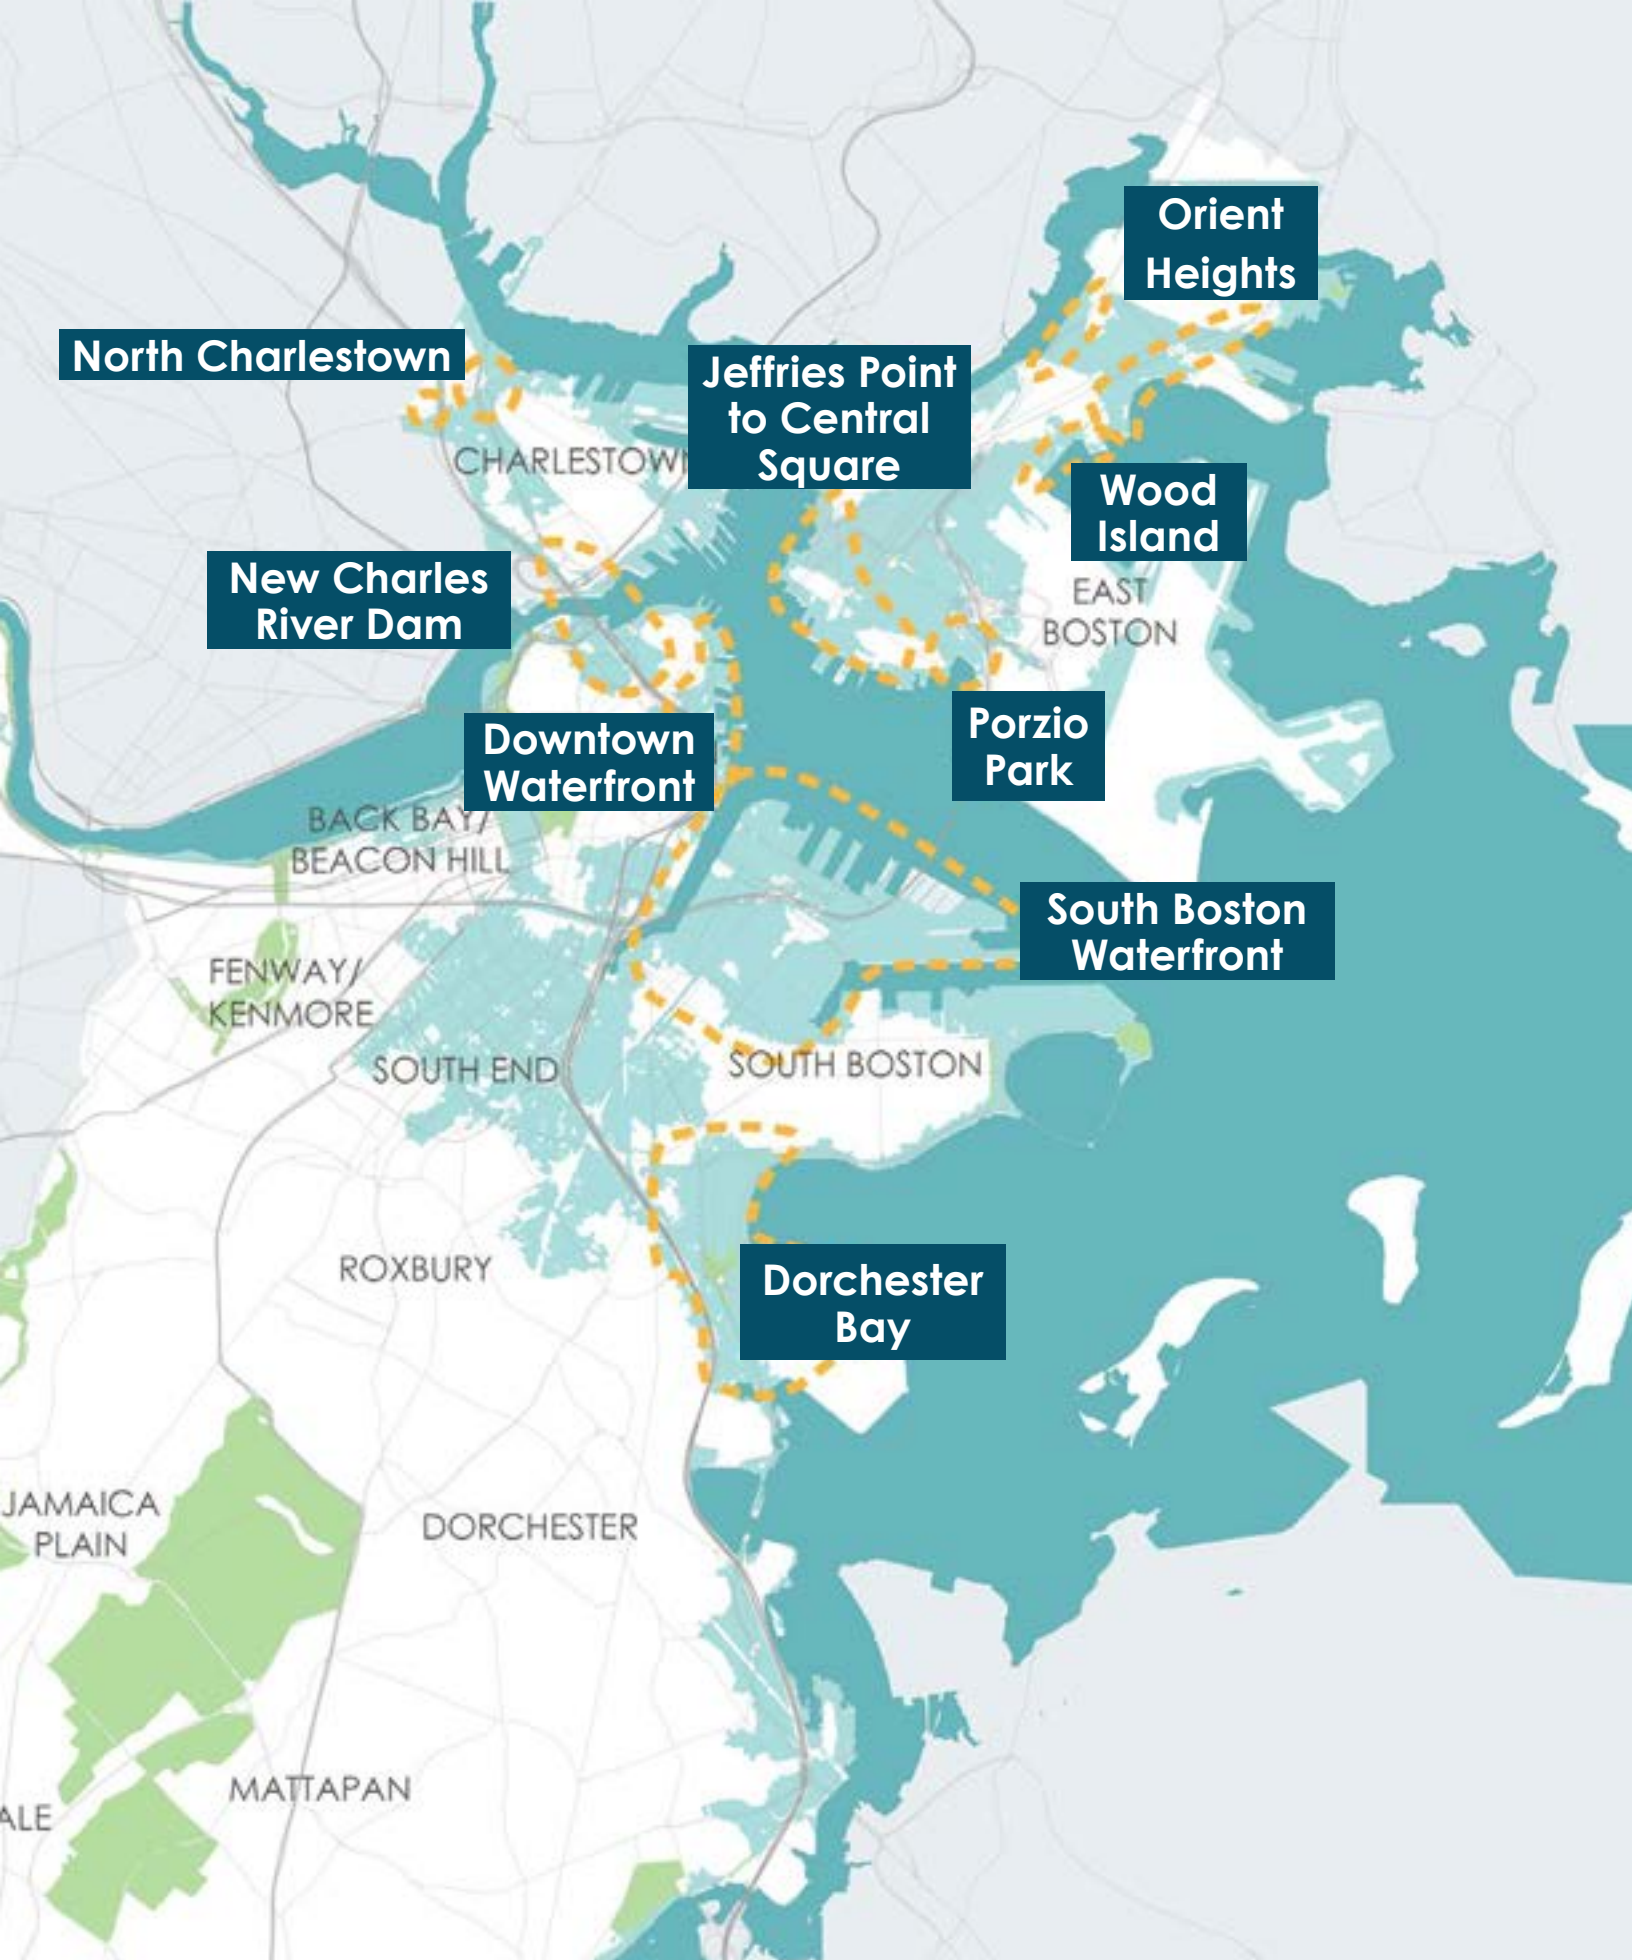 Orient
Heights
North Charlestown
Jeffries Point
to Central
Square
CHARLESTOW
Wood
Island
New Charles
River Dam
EAST
BOSTON
Downtown
Waterfront
Porzio
Park
BACK BAY/
BEACON HILL
South Boston
Waterfront
FENWAY/
KENMORE
SOUTH END
SOUTH BOSTON
ROXBURY
Dorchester
Bay
JAMAICA
PLAIN
DORCHESTER
MATTAPAN
ALE